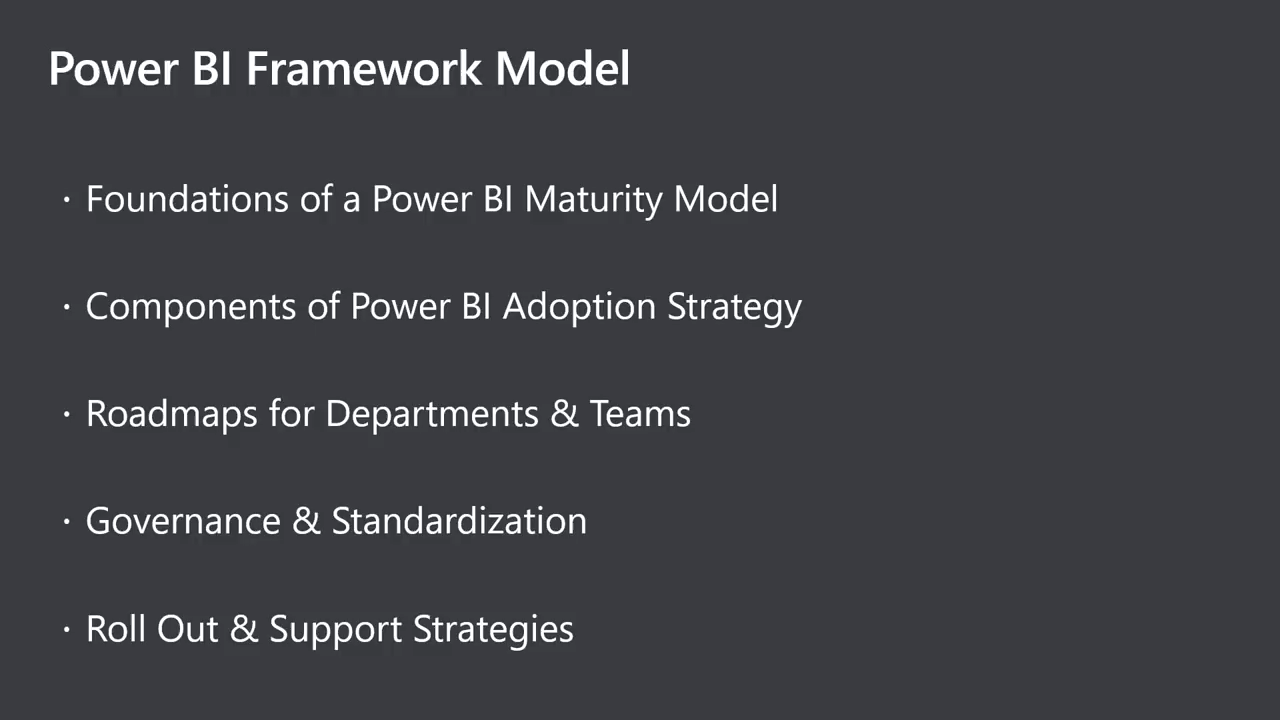 Power BI Framework Model
· Foundations of a Power BI Maturity Model
· Components of Power BI Adoption Strategy
· Roadmaps for Departments & Teams
· Governance & Standardization
· Roll Out & Support Strategies